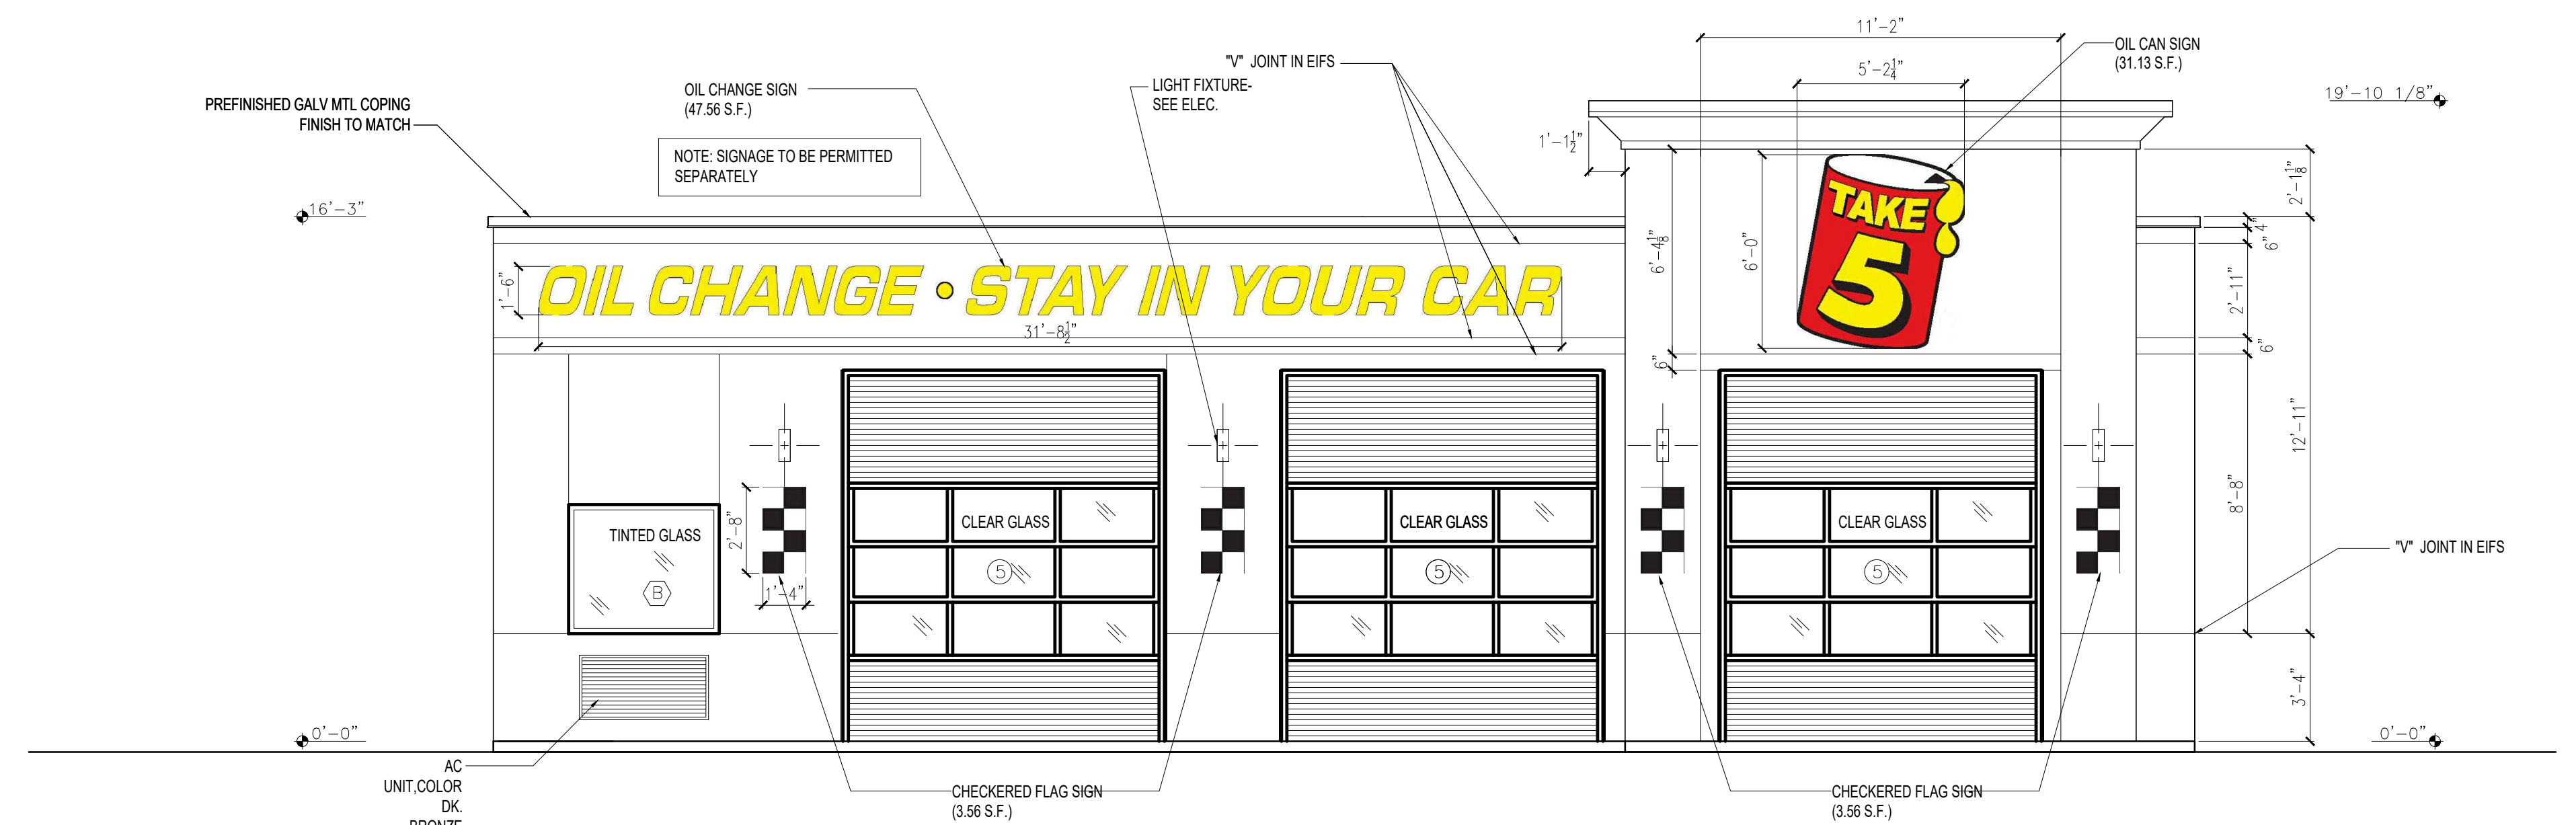 11'-2"
OIL CAN SIGN
(31.13 S.F.)
"V" JOINT IN EIFS
5'-2¼"
LIGHT FIXTURE-
SEE ELEC.
OIL CHANGE SIGN
(47.56 S.F.)
19'-10 1/8"
PREFINISHED GALV MTL COPING
FINISH TO MATCH
1'-1½"
NOTE: SIGNAGE TO BE PERMITTED
SEPARATELY
2'-1⅛"
16'-3"
TAKE
5
4"
6"
6'-4⅛"
6'-0"
1'-6"
OIL CHANGE • STAY IN YOUR CAR
2'-11"
31'-8½"
6"
6"
12'-11"
8'-8"
2'-8"
TINTED GLASS
CLEAR GLASS
CLEAR GLASS
CLEAR GLASS
"V" JOINT IN EIFS
B
1'-4"
5
5
5
3'-4"
0'-0"
0'-0"
AC
UNIT,COLOR
DK.
BRONZE
CHECKERED FLAG SIGN
(3.56 S.F.)
CHECKERED FLAG SIGN
(3.56 S.F.)